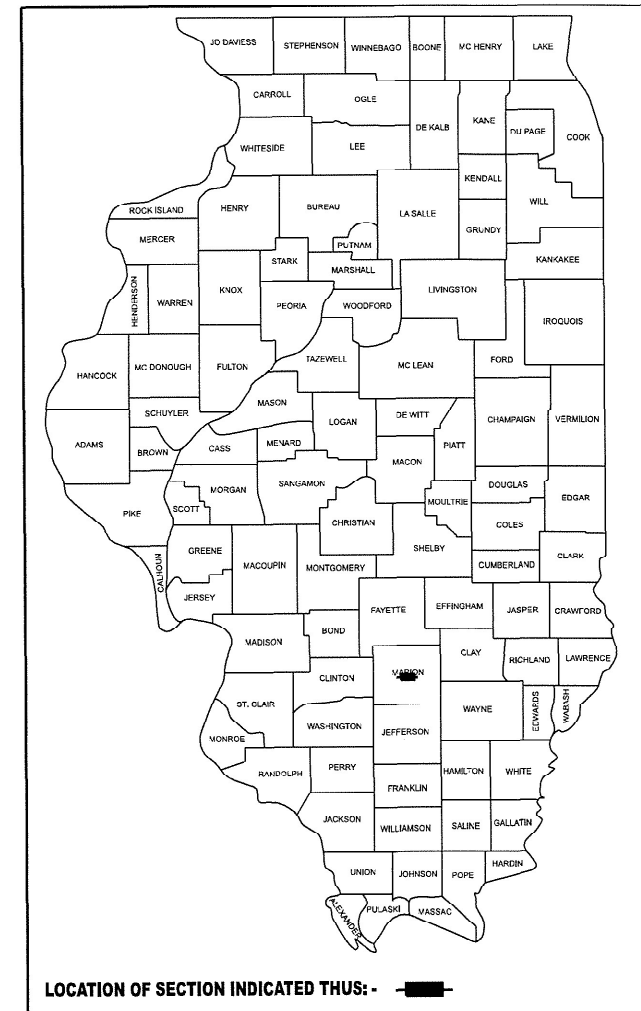 JO DAVIESS STEPHENSON WINNEBAGO BOONE MC HENRY LAKE
CARROLL OGLE DE KALB KANE DU PAGE COOK
WHITESIDE LEE
KENDALL WILL
ROCK ISLAND HENRY BUREAU LA SALLE
GRUNDY
MERCER PUTNAM
STARK MARSHALL KANKAKEE
HENDERSON WARREN KNOX PEORIA WOODFORD LIVINGSTON IROQUOIS
HANCOCK MC DONOUGH FULTON TAZEWELL MC LEAN FORD
MASON
SCHUYLER LOGAN DE WITT CHAMPAIGN VERMILION
ADAMS BROWN CASS MENARD MACON PIATT
MORGAN SANGAMON DOUGLAS EDGAR
PIKE SCOTT CHRISTIAN MOULTRIE COLES
GREENE SHELBY CLARK
CALHOUN MACOUPIN MONTGOMERY CUMBERLAND
JERSEY FAYETTE EFFINGHAM JASPER CRAWFORD
MADISON BOND CLAY RICHLAND LAWRENCE
CLINTON MARION
ST. CLAIR WAYNE EDWARDS WABASH
MONROE WASHINGTON JEFFERSON
RANDOLPH PERRY HAMILTON WHITE
FRANKLIN
JACKSON WILLIAMSON SALINE GALLATIN
UNION JOHNSON POPE HARDIN
ALEXANDER PULASKI MASSAC
LOCATION OF SECTION INDICATED THUS: -